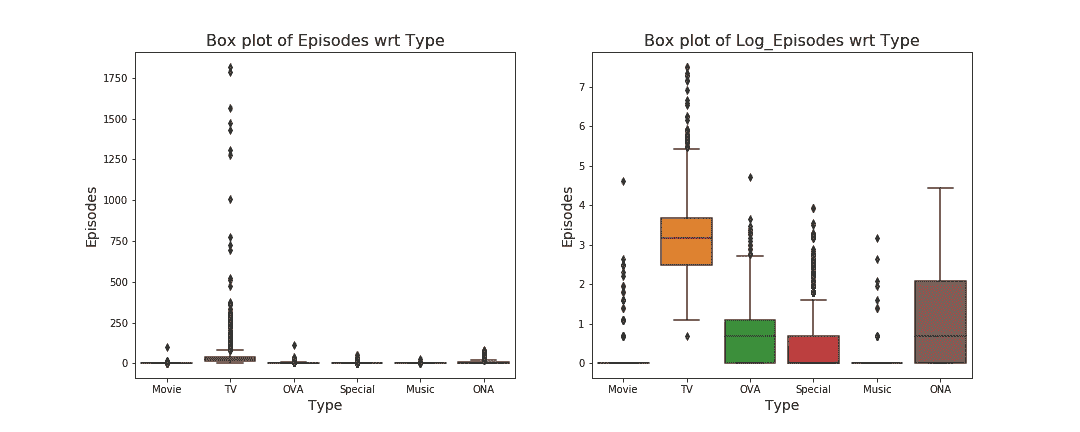 Box plot of Episodes wrt Type
1750
1500
1250
1000
750
500
250
0
Episodes
Movie TV OVA Special Music ONA
Type
Box plot of Log_Episodes wrt Type
7
6
5
4
3
2
1
0
Episodes
Movie TV OVA Special Music ONA
Type